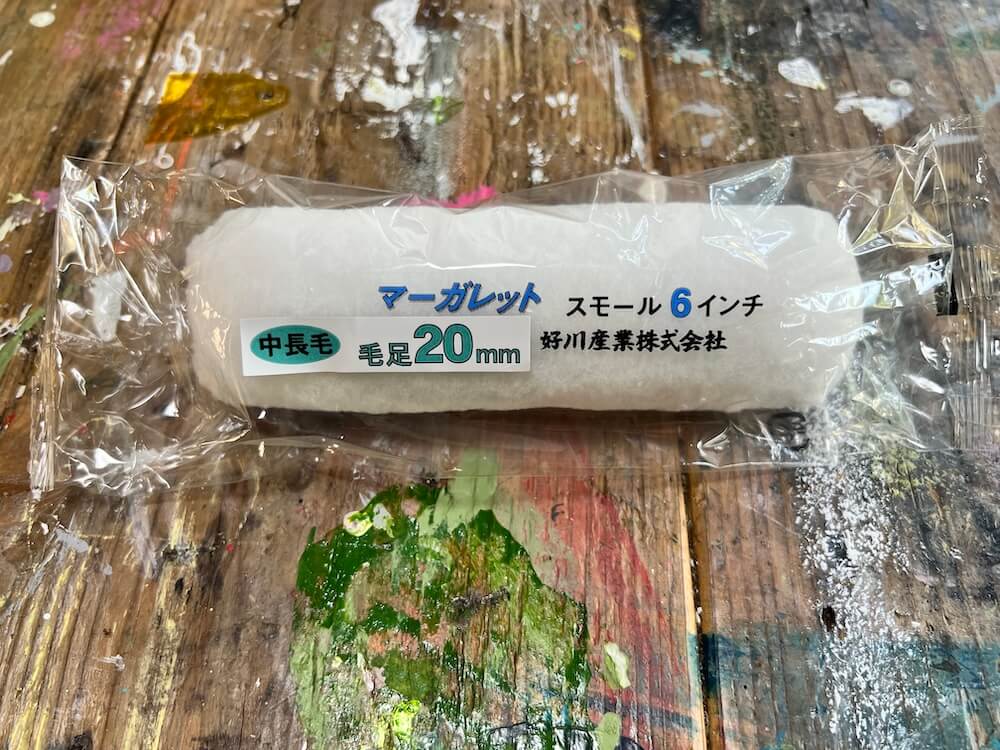 マーガレット スモール 6 インチ
中長毛 毛足20mm 好川産業株式会社